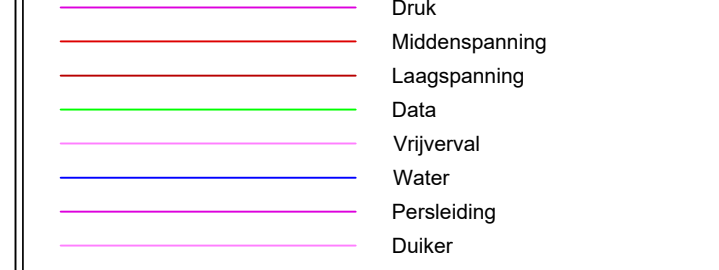 Druk
Middenspanning
Laagspanning
Data
Vrijverval
Water
Persleiding
Duiker